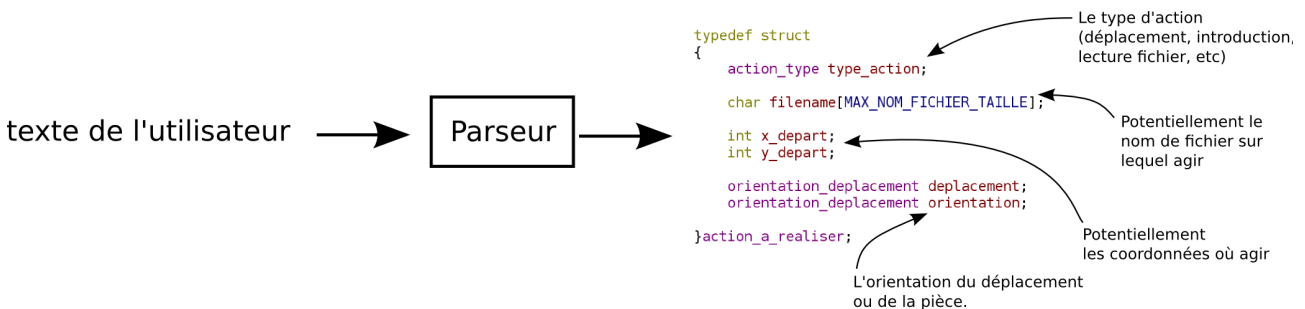 texte de l'utilisateur
Parseur
typedef struct
{
action_type type_action;
char filename[MAX_NOM_FICHIER_TAILLE];
int x_depart;
int y_depart;
orientation_deplacement deplacement;
orientation_deplacement orientation;
}action_a_realiser;
Le type d'action
(déplacement, introduction,
lecture fichier, etc)
Potentiellement le
nom de fichier sur
lequel agir
Potentiellement
les coordonnées où agir
L'orientation du déplacement
ou de la pièce.